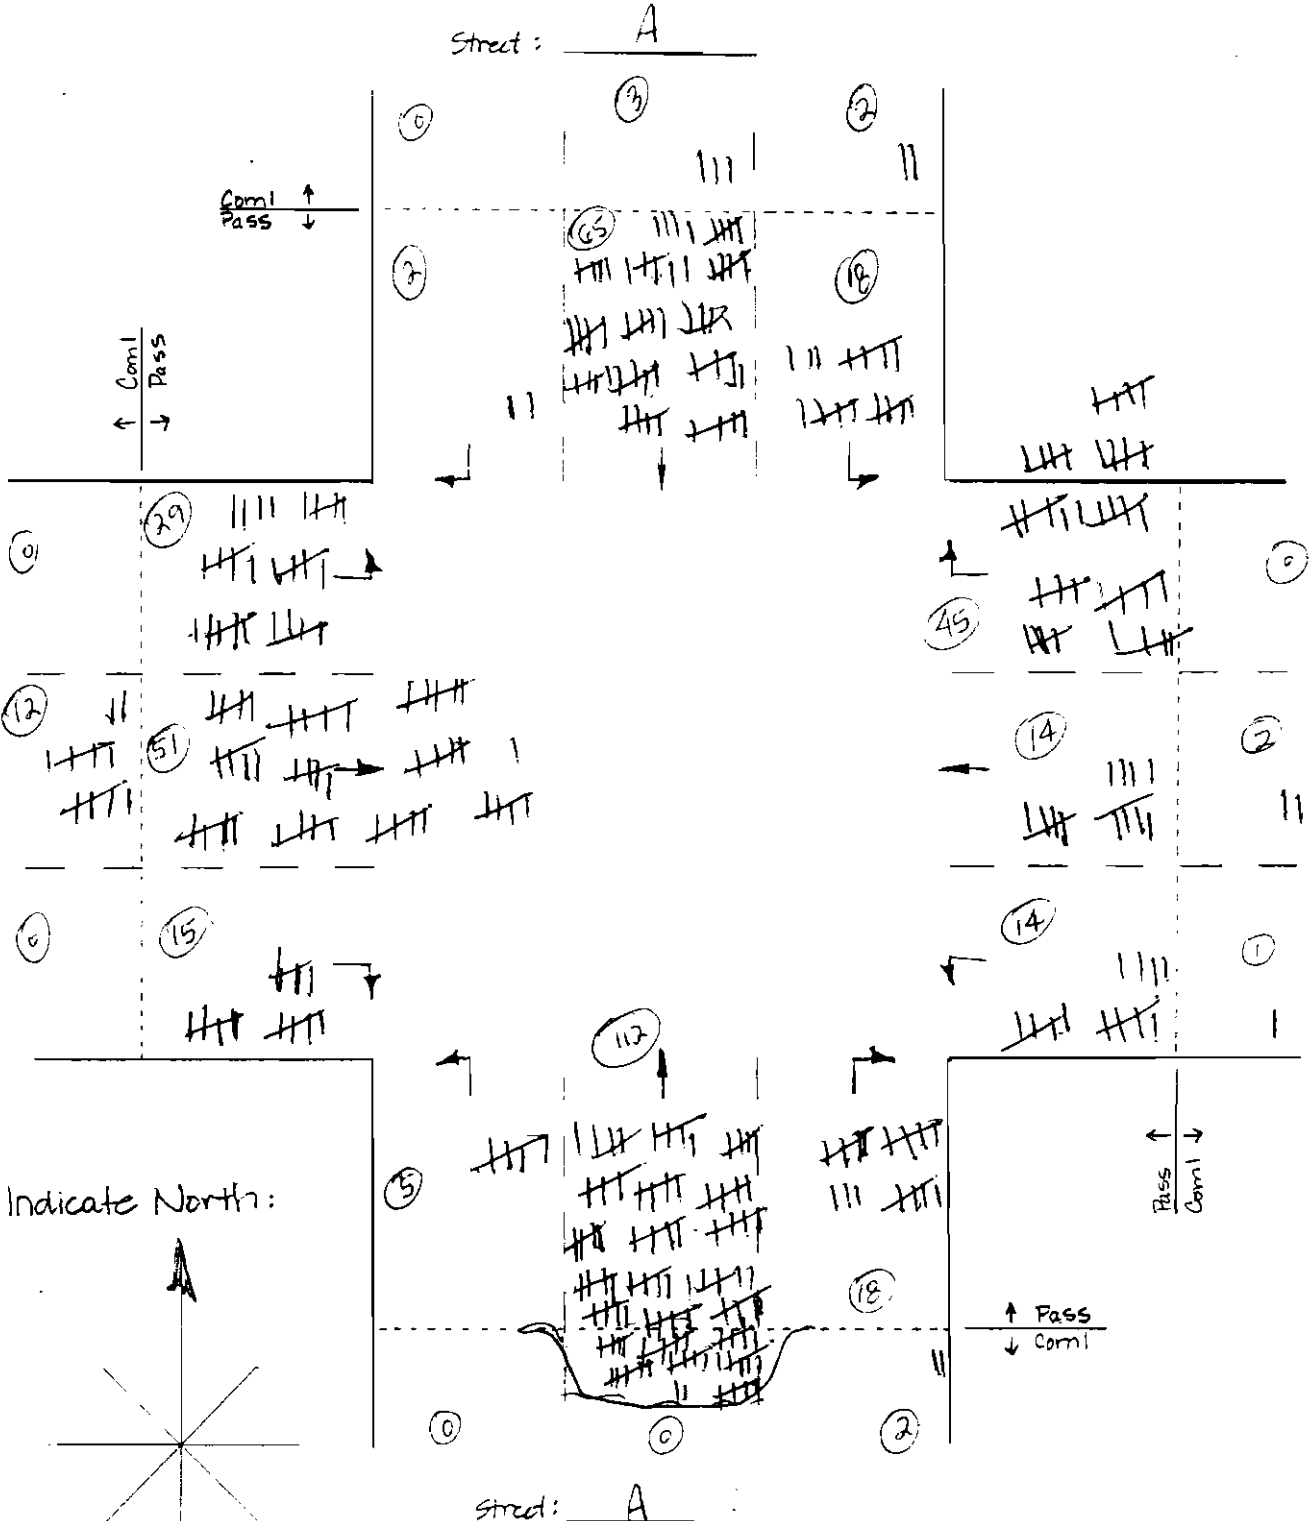 Street: A
0 3 2
Coml ↑
Pass ↓
65
2 18
← Coml
Pass →
29
0 0
45
12 51 14 2
0 15 14 1
112
5
← Pass
Coml →
Indicate North:
18
↑ Pass
↓ Coml
0 0 2
Street: A